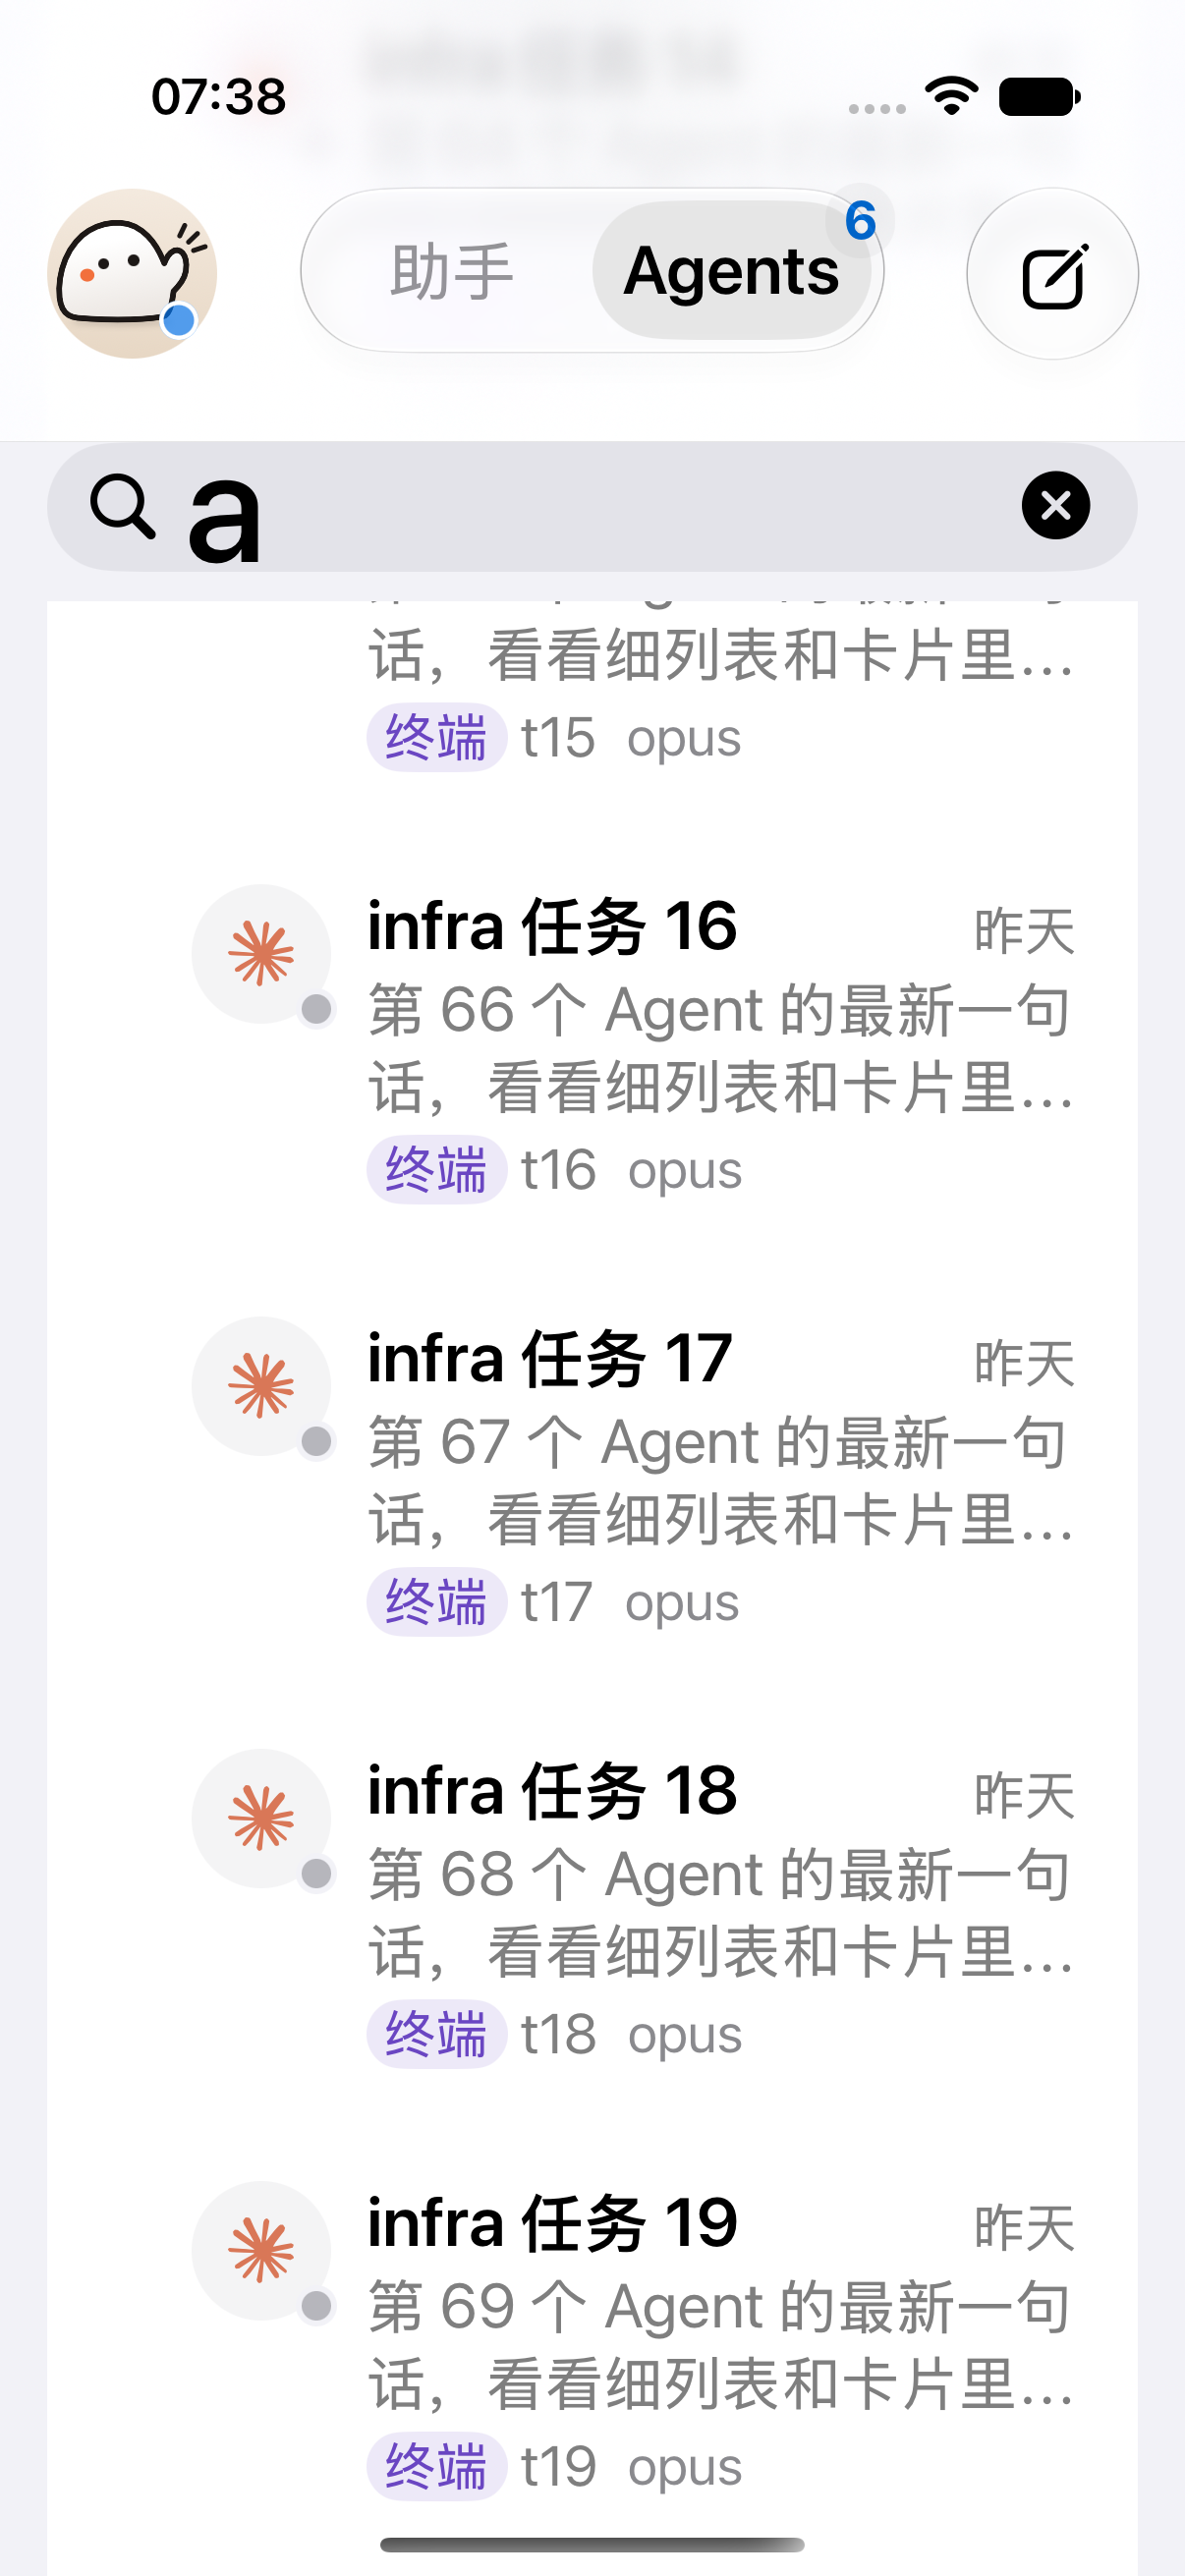 07:38
助手
Agents
6
a
话，看看细列表和卡片里...
终端 t15 opus
infra 任务 16 昨天
第 66 个 Agent 的最新一句
话，看看细列表和卡片里...
终端 t16 opus
infra 任务 17 昨天
第 67 个 Agent 的最新一句
话，看看细列表和卡片里...
终端 t17 opus
infra 任务 18 昨天
第 68 个 Agent 的最新一句
话，看看细列表和卡片里...
终端 t18 opus
infra 任务 19 昨天
第 69 个 Agent 的最新一句
话，看看细列表和卡片里...
终端 t19 opus